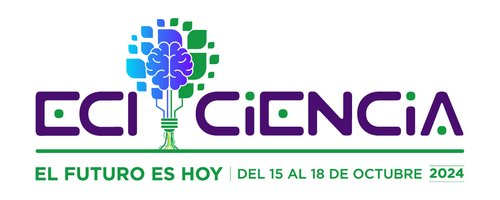 ECI CIENCIA
EL FUTURO ES HOY | DEL 15 AL 18 DE OCTUBRE 2024